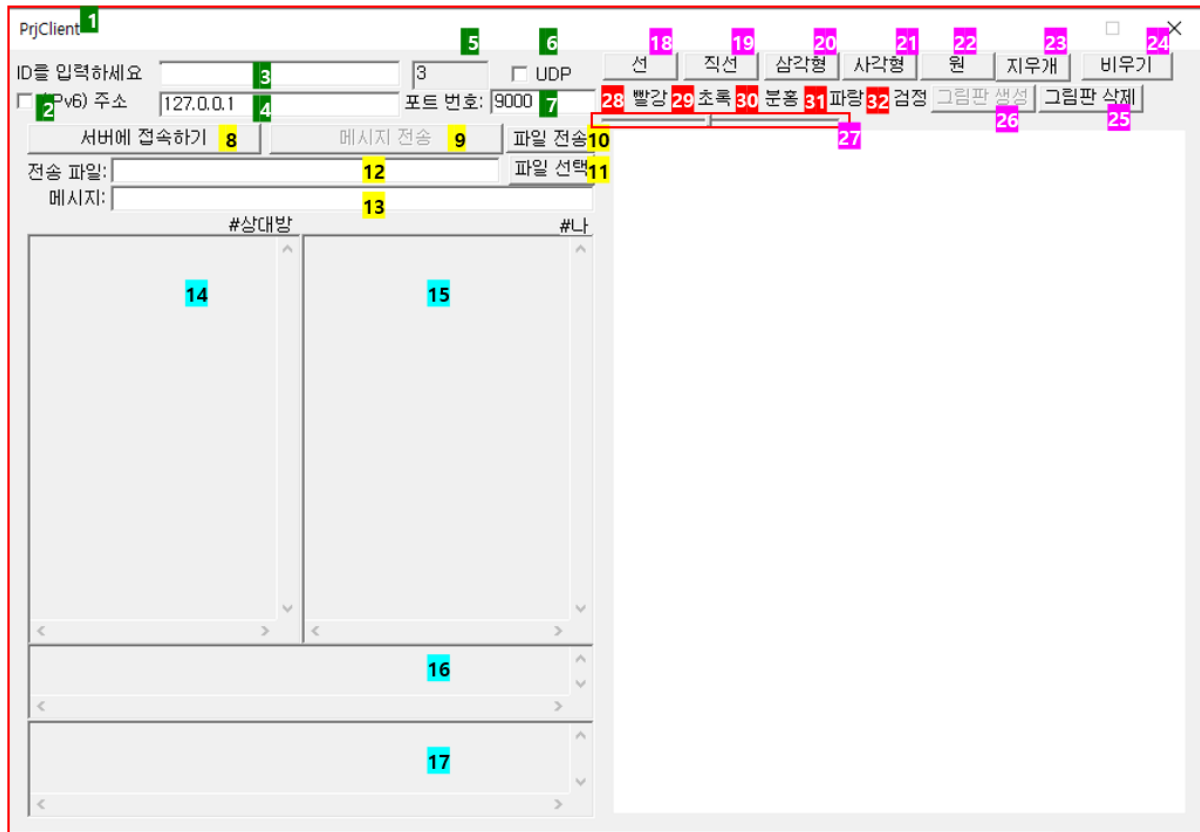 PrjClient 1
5 6 18 19 20 21 22 23 24
ID를 입력하세요 3 3 UDP 선 직선 삼각형 사각형 원 지우개 비우기
2 Pv6) 주소 127.0.0.1 4 포트 번호: 9000 7 28 빨강 29 초록 30 분홍 31 파랑 32 검정 그림판 생성 그림판 삭제
26 25
서버에 접속하기 8 메시지 전송 9 파일 전송 10 27
전송 파일: 12 파일 선택 11
메시지: 13
#상대방 #나
14 15
16
17